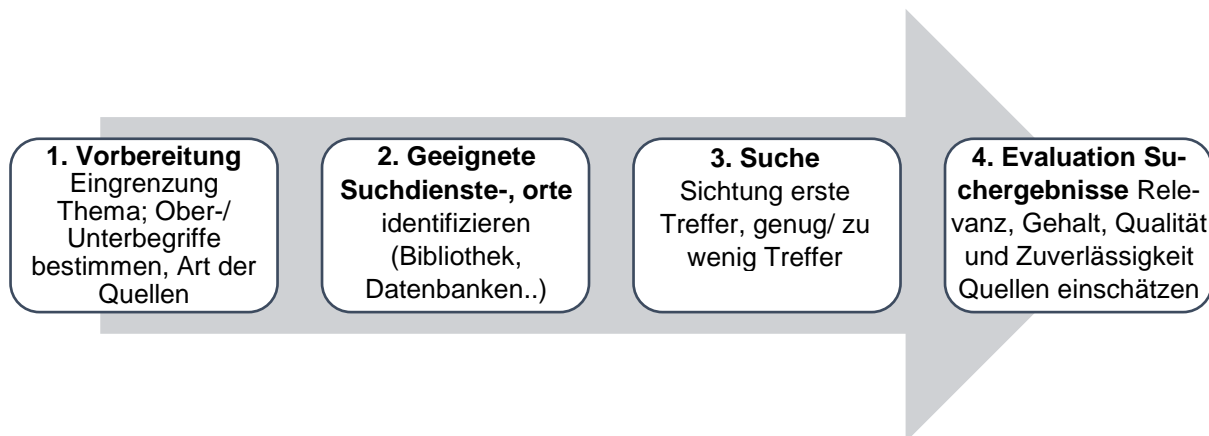 1. Vorbereitung
Eingrenzung
Thema; Ober-/
Unterbegriffe
bestimmen, Art der
Quellen
2. Geeignete
Suchdienste-, orte
identifizieren
(Bibliothek,
Datenbanken..)
3. Suche
Sichtung erste
Treffer, genug/ zu
wenig Treffer
4. Evaluation Su-
chergebnisse Rele-
vanz, Gehalt, Qualität
und Zuverlässigkeit
Quellen einschätzen